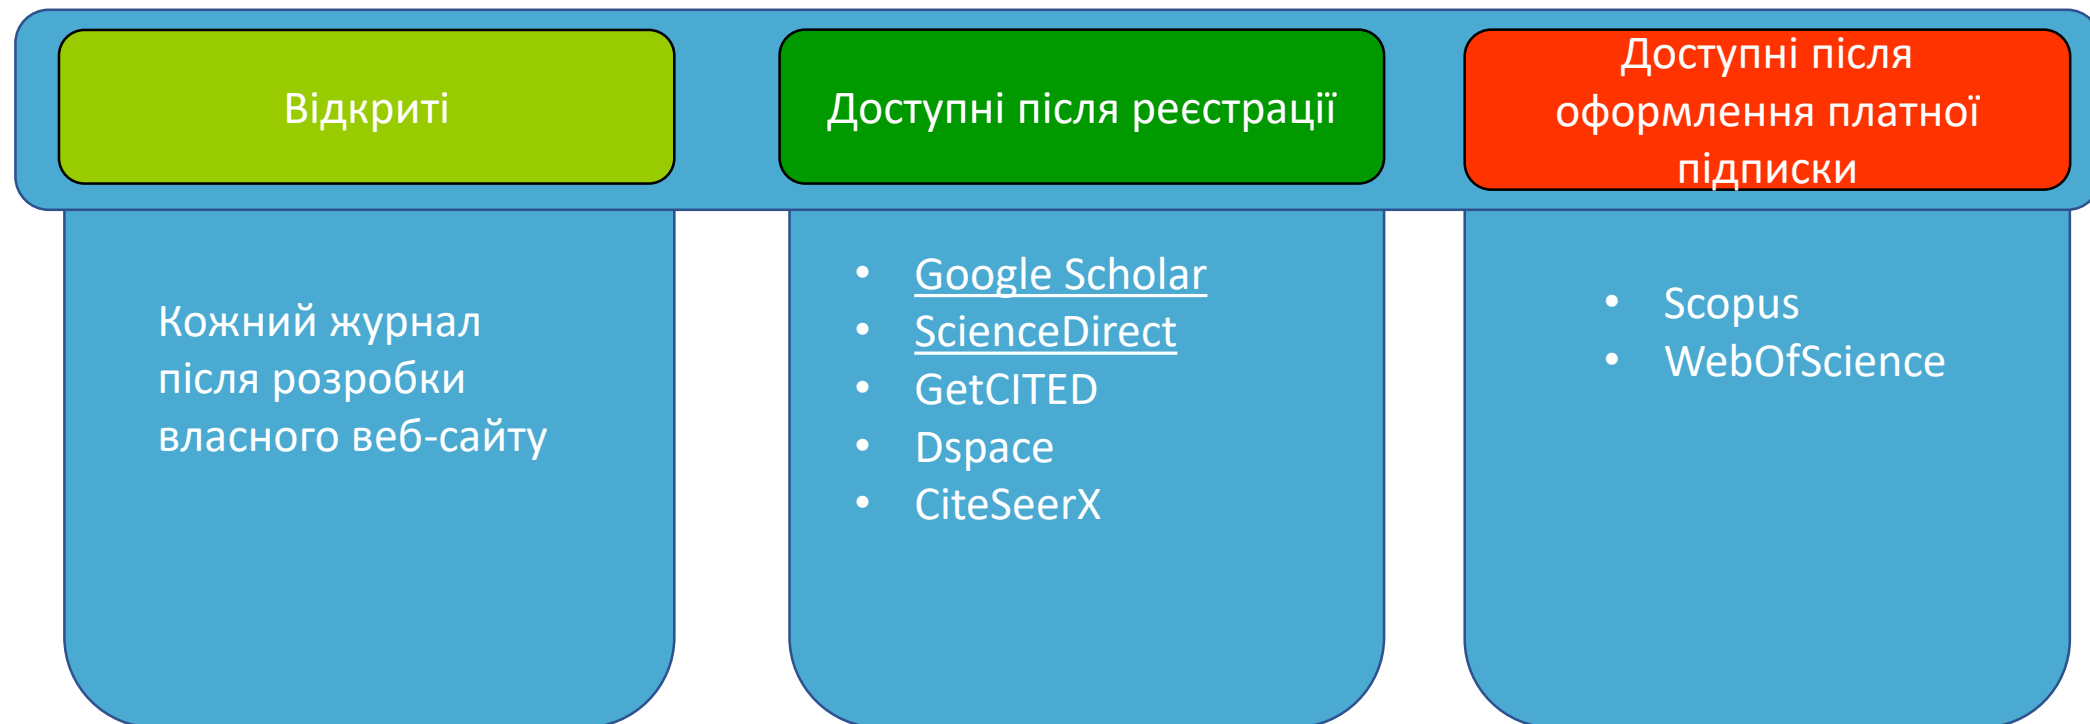 Відкриті
Кожний журнал
після розробки
власного веб-сайту
Доступні після реєстрації
• Google Scholar
• ScienceDirect
• GetCITED
• Dspace
• CiteSeerX
Доступні після
оформлення платної
підписки
• Scopus
• WebOfScience